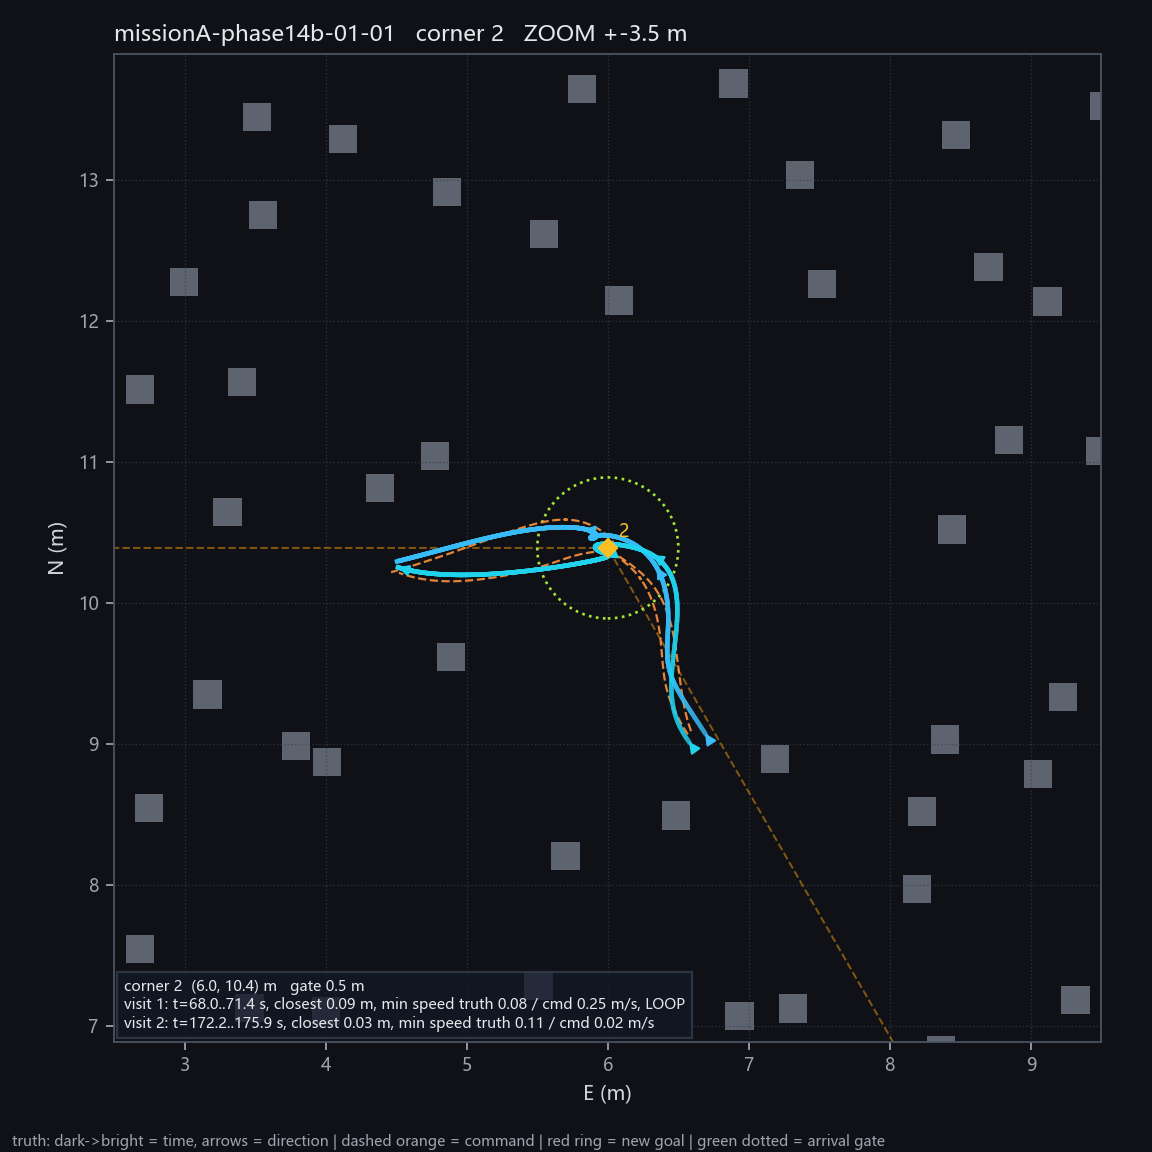 missionA-phase14b-01-01   corner 2   ZOOM +-3.5 m
13
12
11
10
9
8
7
N (m)
2
corner 2  (6.0, 10.4) m   gate 0.5 m
visit 1: t=68.0..71.4 s, closest 0.09 m, min speed truth 0.08 / cmd 0.25 m/s, LOOP
visit 2: t=172.2..175.9 s, closest 0.03 m, min speed truth 0.11 / cmd 0.02 m/s
3 4 5 6 7 8 9
E (m)
truth: dark->bright = time, arrows = direction | dashed orange = command | red ring = new goal | green dotted = arrival gate